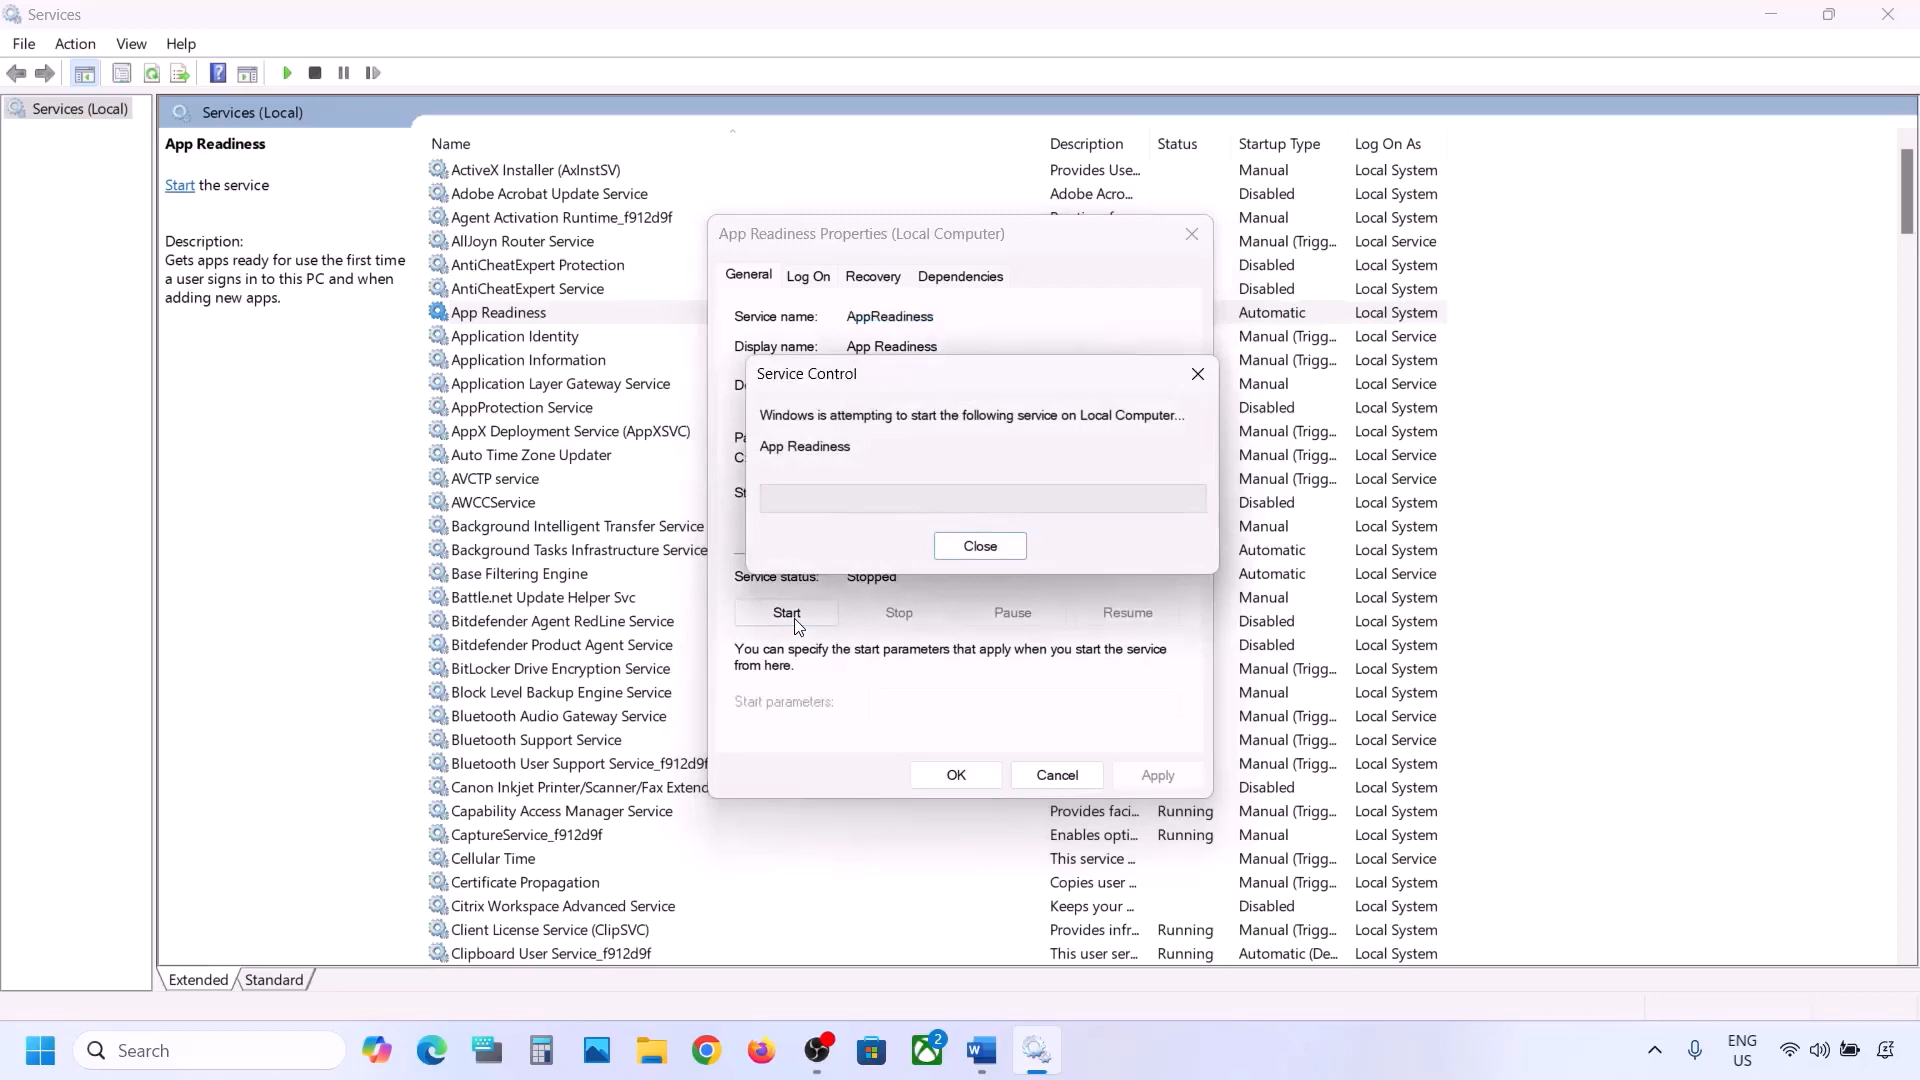 Services
File Action View Help
Services (Local)
Services (Local)
App Readiness
Start the service
Description:
Gets apps ready for use the first time
a user signs in to this PC and when
adding new apps.
Name Description Status Startup Type Log On As
ActiveX Installer (AxInstSV) Provides Use... Manual Local System
Adobe Acrobat Update Service Adobe Acro... Disabled Local System
Agent Activation Runtime_f912d9f Manual Local System
AllJoyn Router Service Manual (Trigg... Local Service
AntiCheatExpert Protection Disabled Local System
AntiCheatExpert Service Disabled Local System
App Readiness Automatic Local System
Application Identity Manual (Trigg... Local Service
Application Information Manual (Trigg... Local System
Application Layer Gateway Service Manual Local Service
AppProtection Service Disabled Local System
AppX Deployment Service (AppXSVC) Manual (Trigg... Local System
Auto Time Zone Updater Manual (Trigg... Local Service
AVCTP service Manual (Trigg... Local Service
AWCCService Disabled Local System
Background Intelligent Transfer Service Manual Local System
Background Tasks Infrastructure Service Automatic Local System
Base Filtering Engine Automatic Local Service
Battle.net Update Helper Svc Manual Local System
Bitdefender Agent RedLine Service Disabled Local System
Bitdefender Product Agent Service Disabled Local System
BitLocker Drive Encryption Service Manual (Trigg... Local System
Block Level Backup Engine Service Manual Local System
Bluetooth Audio Gateway Service Manual (Trigg... Local Service
Bluetooth Support Service Manual (Trigg... Local Service
Bluetooth User Support Service_f912d9f Manual (Trigg... Local System
Canon Inkjet Printer/Scanner/Fax Extend Disabled Local System
Capability Access Manager Service Provides faci... Running Manual (Trigg... Local System
CaptureService_f912d9f Enables opti... Running Manual Local System
Cellular Time This service ... Manual (Trigg... Local Service
Certificate Propagation Copies user ... Manual (Trigg... Local System
Citrix Workspace Advanced Service Keeps your ... Disabled Local System
Client License Service (ClipSVC) Provides infr... Running Manual (Trigg... Local System
Clipboard User Service_f912d9f This user ser... Running Automatic (De... Local System
App Readiness Properties (Local Computer)
General Log On Recovery Dependencies
Service name: AppReadiness
Display name: App Readiness
Service Control
Windows is attempting to start the following service on Local Computer...
App Readiness
Close
Service status: Stopped
Start Stop Pause Resume
You can specify the start parameters that apply when you start the service
from here.
Start parameters:
OK Cancel Apply
Extended Standard
Search
2
ENG
US